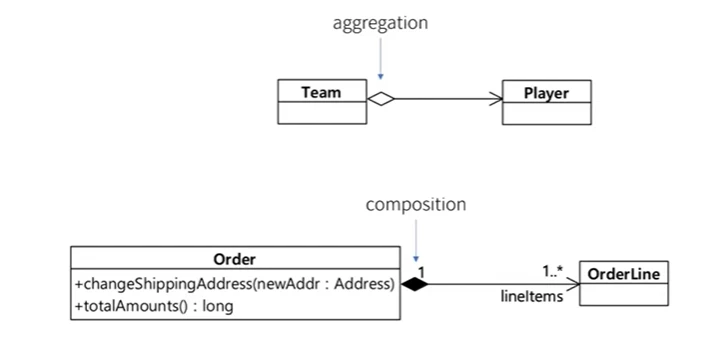 aggregation
Team
Player
composition
Order
+changeShippingAddress(newAddr : Address)
+totalAmounts() : long
1
1..*
lineItems
OrderLine